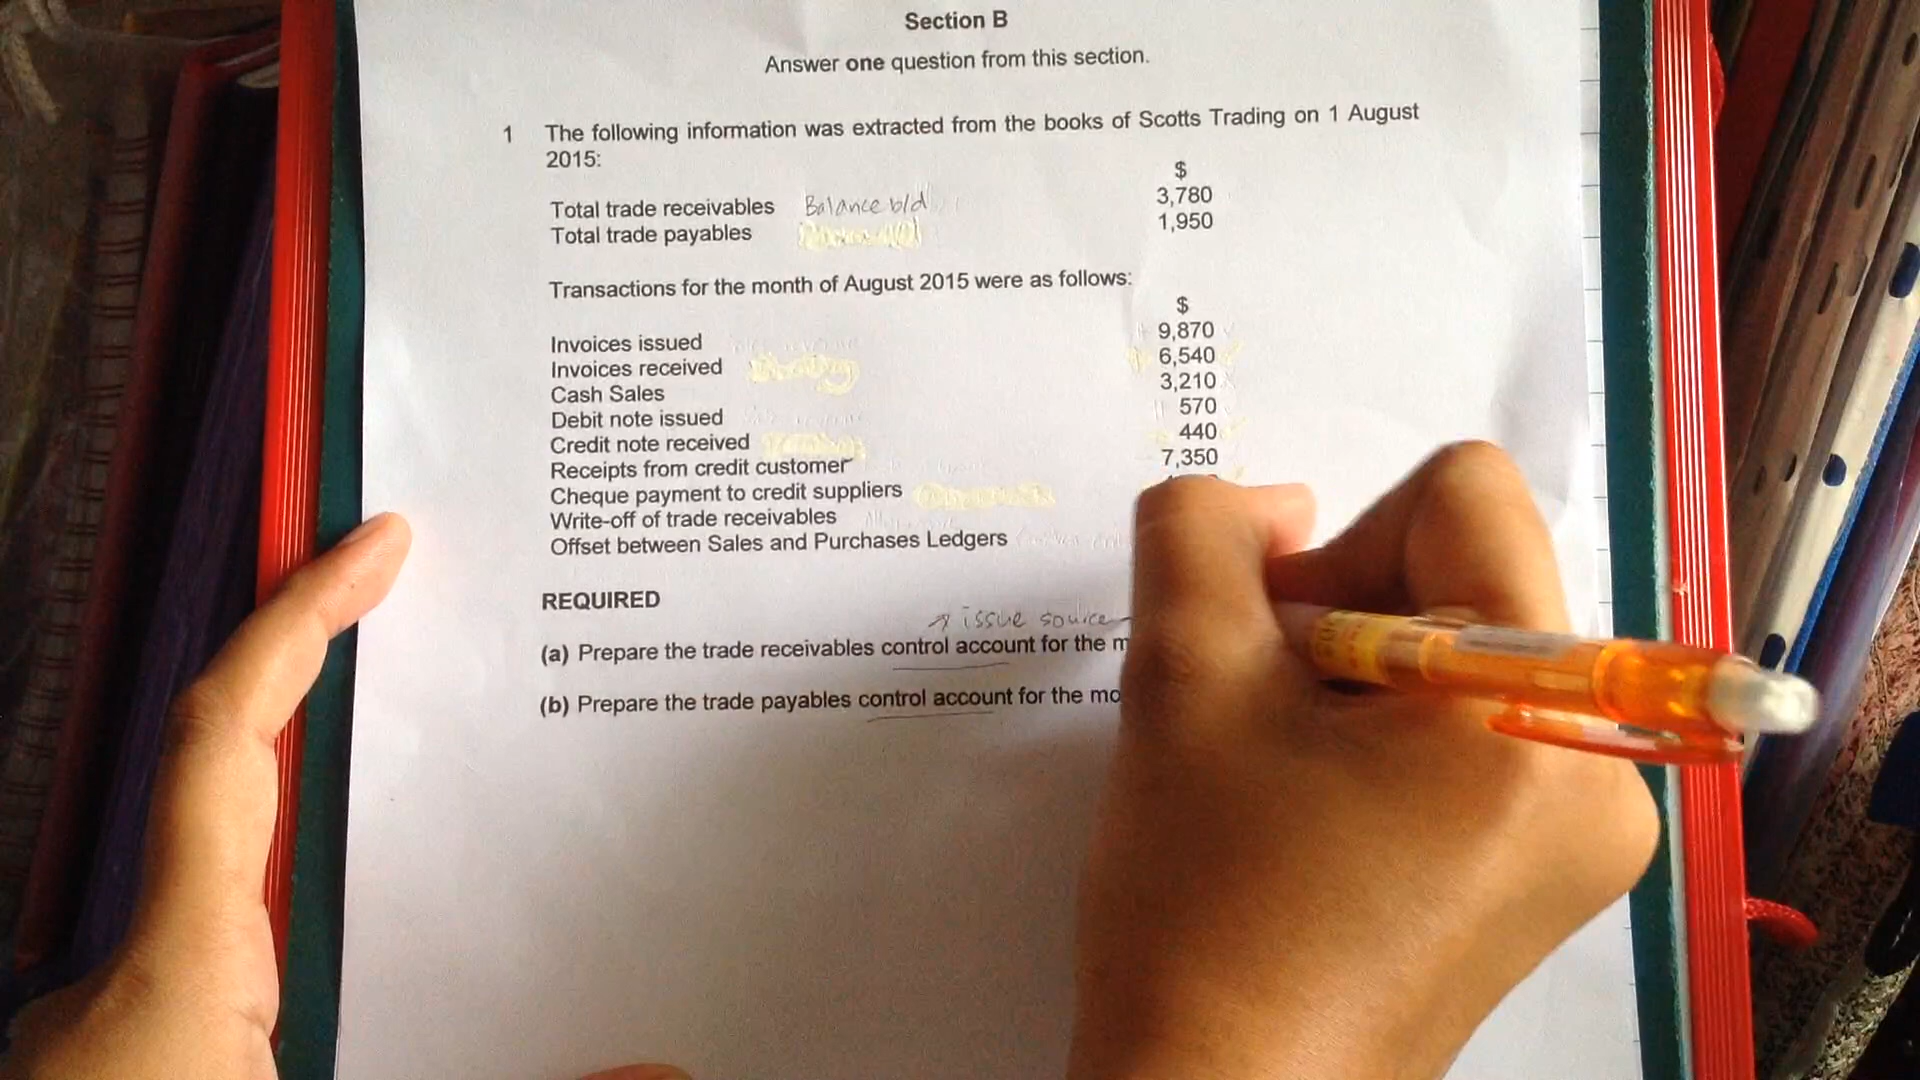 Section B
Answer one question from this section.
1 The following information was extracted from the books of Scotts Trading on 1 August
2015:
$
Total trade receivables Balance b/d 3,780
Total trade payables 1,950
Transactions for the month of August 2015 were as follows:
$
Invoices issued 9,870
Invoices received 6,540
Cash Sales 3,210
Debit note issued 570
Credit note received 440
Receipts from credit customer 7,350
Cheque payment to credit suppliers
Write-off of trade receivables
Offset between Sales and Purchases Ledgers
REQUIRED
↗ issue source
(a) Prepare the trade receivables control account for the m
(b) Prepare the trade payables control account for the mo